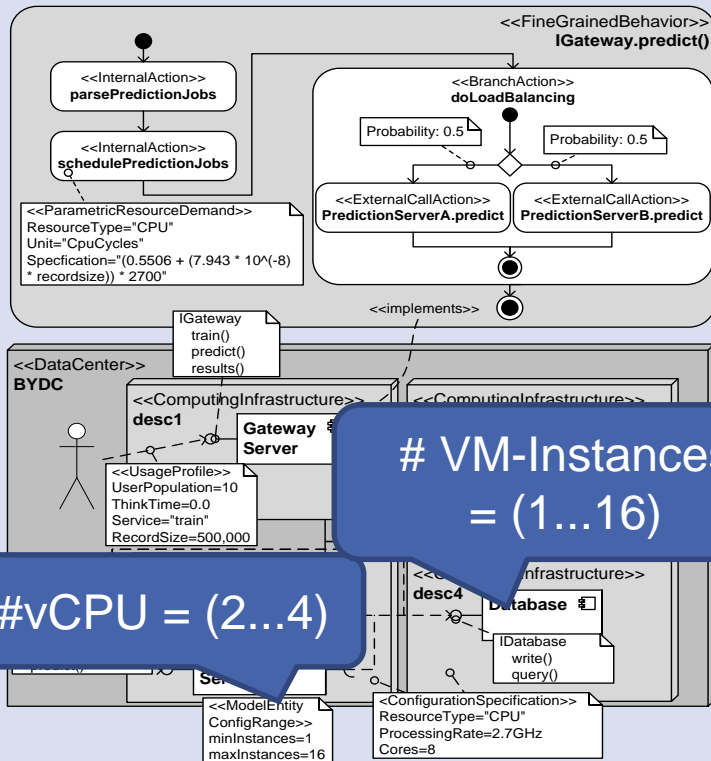 <<FineGrainedBehavior>>
IGateway.predict()
<<InternalAction>>
parsePredictionJobs
<<InternalAction>>
schedulePredictionJobs
<<ParametricResourceDemand>>
ResourceType="CPU"
Unit="CpuCycles"
Specfication="(0.5506 + (7.943 * 10^(-8)
* recordsize)) * 2700"
<<BranchAction>>
doLoadBalancing
Probability: 0.5
Probability: 0.5
<<ExternalCallAction>>
PredictionServerA.predict
<<ExternalCallAction>>
PredictionServerB.predict
<<implements>>
IGateway
train()
predict()
results()
<<DataCenter>>
BYDC
<<ComputingInfrastructure>>
desc1
Gateway
Server
<<ComputingInfrastructure>>
<<UsageProfile>>
UserPopulation=10
ThinkTime=0.0
Service="train"
RecordSize=500,000
# VM-Instances
= (1...16)
#vCPU = (2...4)
nfrastructure>>
desc4
Database
IDatabase
write()
query()
<<ModelEntity
ConfigRange>>
minInstances=1
maxInstances=16
<ConfigurationSpecification>>
ResourceType="CPU"
ProcessingRate=2.7GHz
Cores=8